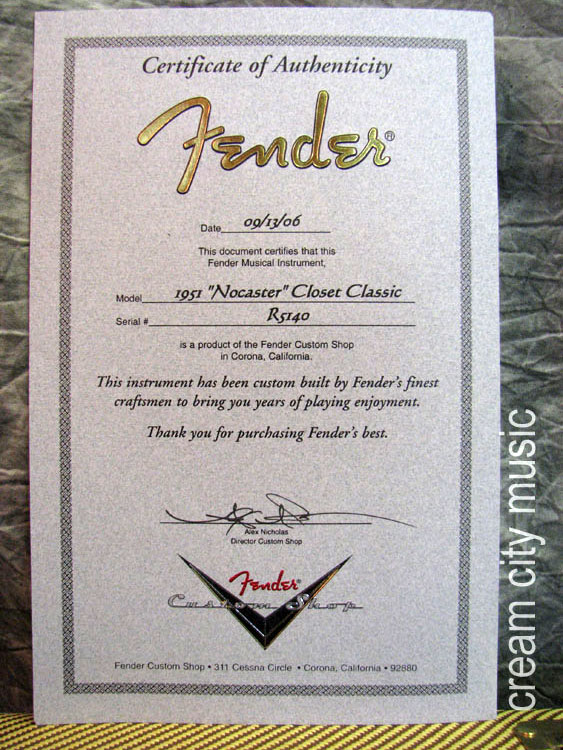 Certificate of Authenticity
Fender®
Date 09/13/06
This document certifies that this
Fender Musical Instrument,
Model 1951 "Nocaster" Closet Classic
Serial # R5140
is a product of the Fender Custom Shop
in Corona, California.
This instrument has been custom built by Fender's finest
craftsmen to bring you years of playing enjoyment.
Thank you for purchasing Fender's best.
Alex Nicholas
Director Custom Shop
Fender®
Custom Shop
Fender Custom Shop • 311 Cessna Circle • Corona, California • 92880
cream city music